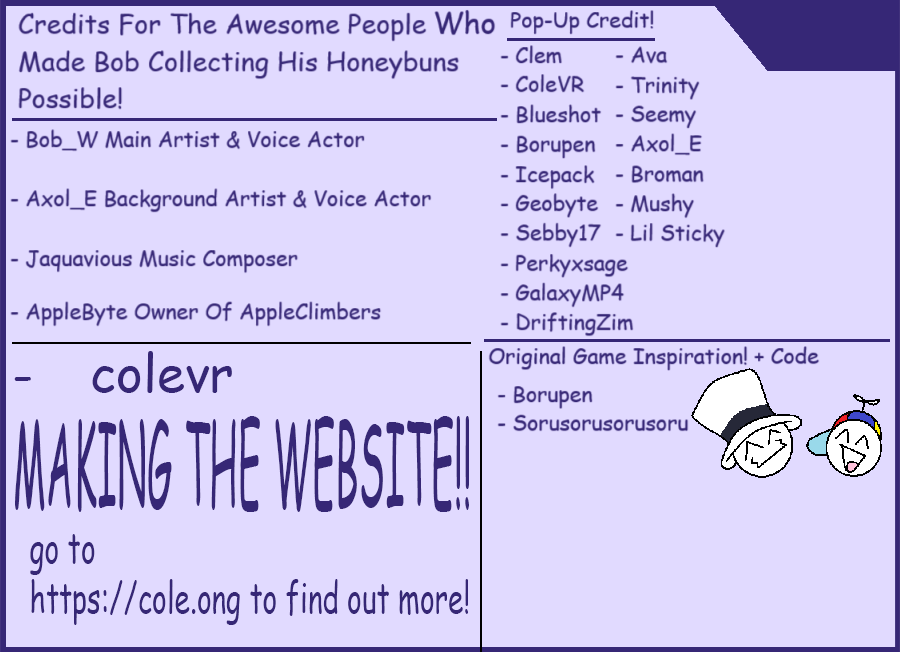 Credits For The Awesome People Who
Made Bob Collecting His Honeybuns
Possible!
- Bob_W Main Artist & Voice Actor
- Axol_E Background Artist & Voice Actor
- Jaquavious Music Composer
- AppleByte Owner Of AppleClimbers
- colevr
MAKING THE WEBSITE!!
go to
https://cole.ong to find out more!
Pop-Up Credit!
- Clem
- ColeVR
- Blueshot
- Borupen
- Icepack
- Geobyte
- Sebby17
- Perkyxsage
- GalaxyMP4
- DriftingZim
- Ava
- Trinity
- Seemy
- Axol_E
- Broman
- Mushy
- Lil Sticky
Original Game Inspiration! + Code
- Borupen
- Sorusorusorusoru